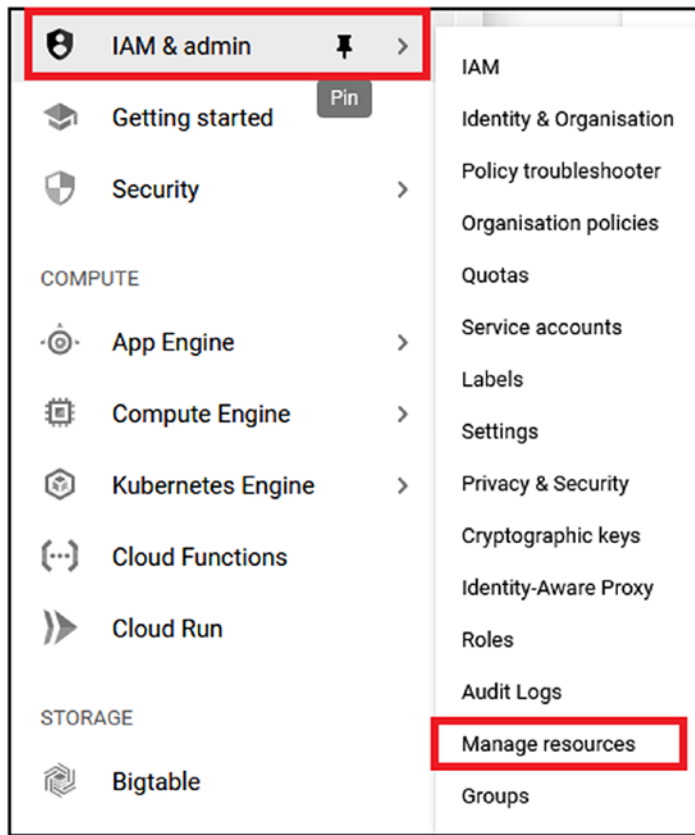 IAM & admin
Pin
Getting started
Security
COMPUTE
App Engine
Compute Engine
Kubernetes Engine
Cloud Functions
Cloud Run
STORAGE
Bigtable
IAM
Identity & Organisation
Policy troubleshooter
Organisation policies
Quotas
Service accounts
Labels
Settings
Privacy & Security
Cryptographic keys
Identity-Aware Proxy
Roles
Audit Logs
Manage resources
Groups